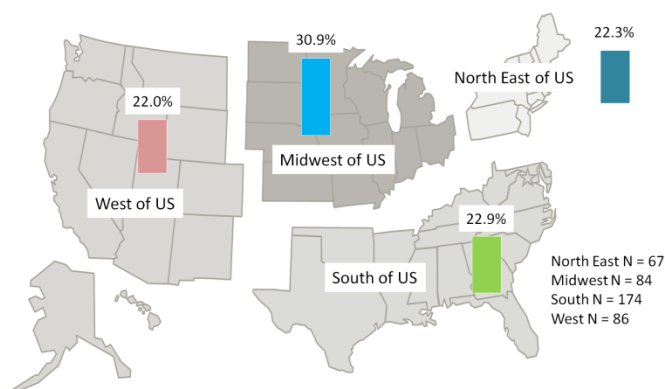 30.9%
22.3%
North East of US
22.0%
Midwest of US
West of US
22.9%
South of US
North East N = 67
Midwest N = 84
South N = 174
West N = 86